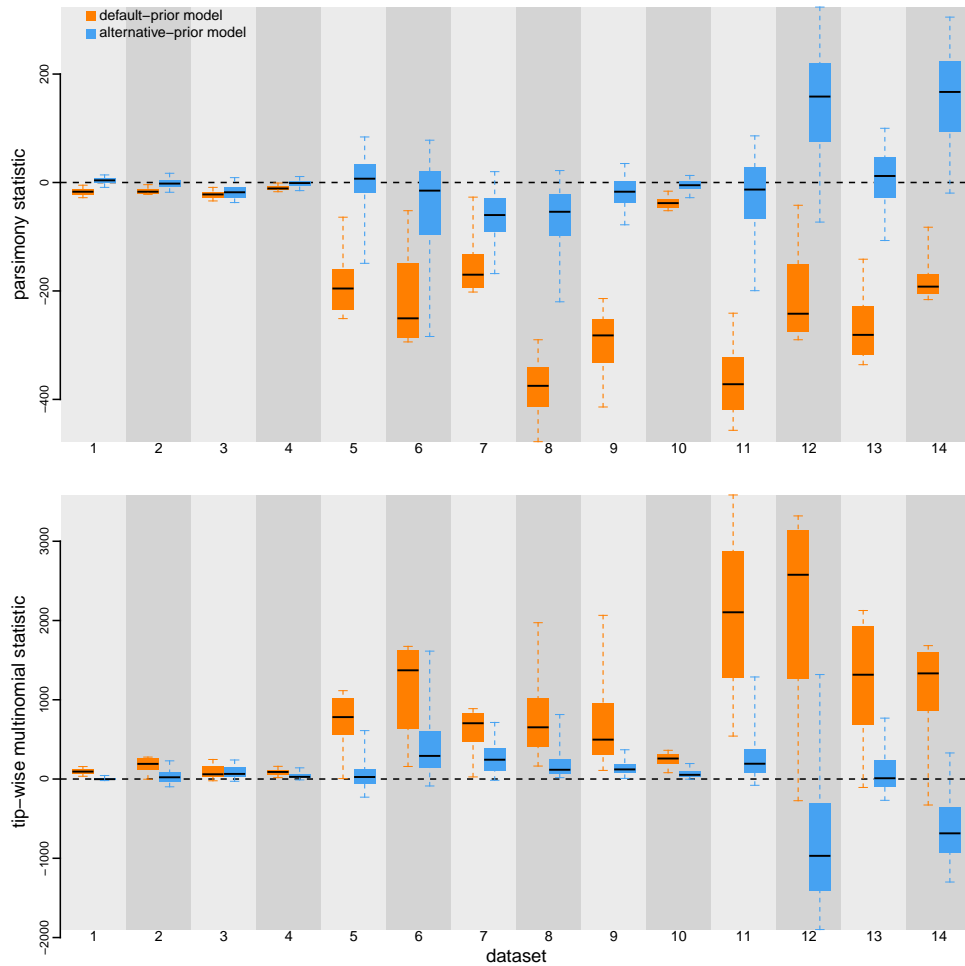 default−prior model
alternative−prior model
parsimony statistic
200
0
−200
−400
1 2 3 4 5 6 7 8 9 10 11 12 13 14
tip−wise multinomial statistic
3000
2000
1000
0
−1000
−2000
1 2 3 4 5 6 7 8 9 10 11 12 13 14
dataset